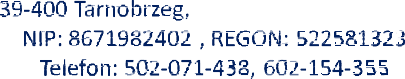 39-400 Tarnobrzeg,
NIP: 8671982402 , REGON: 522581323
Telefon: 502-071-438, 602-154-355